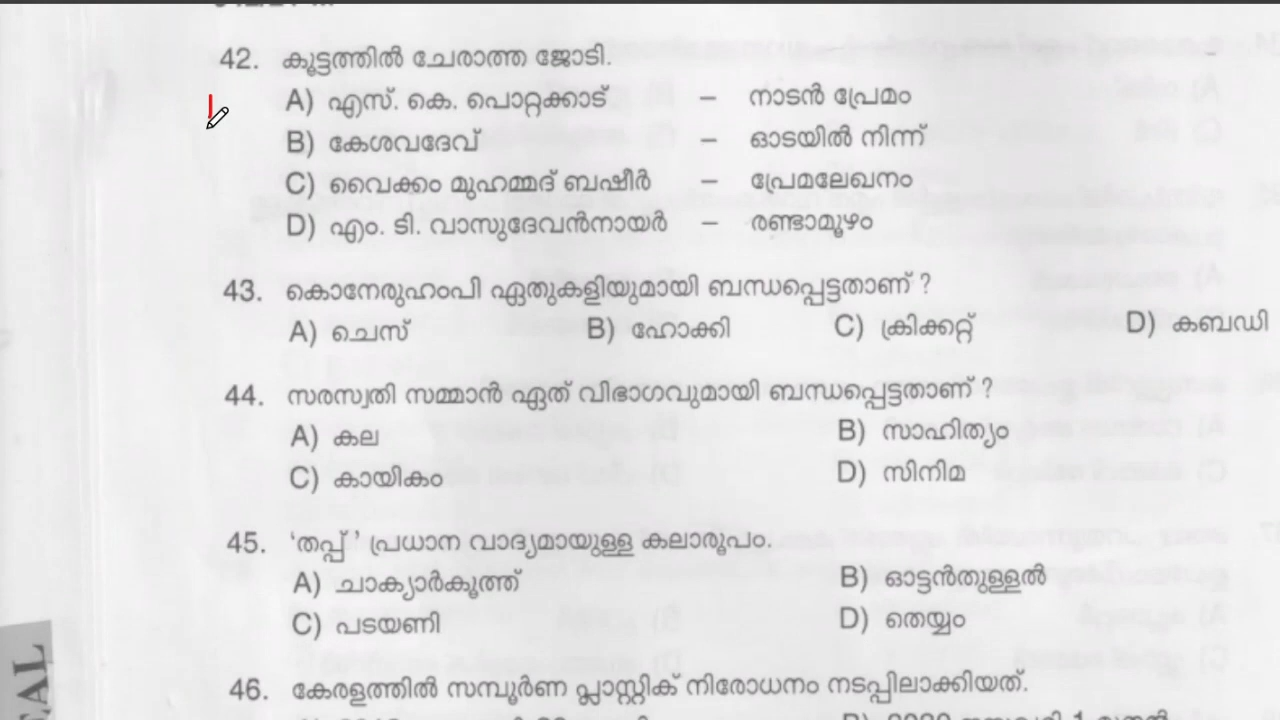 42. കൂട്ടത്തിൽ ചേരാത്ത ജോടി.
A) എസ്. കെ. പൊറ്റക്കാട് – നാടൻ പ്രേമം
B) കേശവദേവ് – ഓടയിൽ നിന്ന്
C) വൈക്കം മുഹമ്മദ് ബഷീർ – പ്രേമലേഖനം
D) എം. ടി. വാസുദേവൻനായർ – രണ്ടാമൂഴം
43. കൊനേരുഹംപി ഏതുകളിയുമായി ബന്ധപ്പെട്ടതാണ് ?
A) ചെസ് B) ഹോക്കി C) ക്രിക്കറ്റ് D) കബഡി
44. സരസ്വതി സമ്മാൻ ഏത് വിഭാഗവുമായി ബന്ധപ്പെട്ടതാണ് ?
A) കല B) സാഹിത്യം
C) കായികം D) സിനിമ
45. 'തപ്പ്' പ്രധാന വാദ്യമായുള്ള കലാരൂപം.
A) ചാക്യാർകൂത്ത് B) ഓട്ടൻതുള്ളൽ
C) പടയണി D) തെയ്യം
46. കേരളത്തിൽ സമ്പൂർണ പ്ലാസ്റ്റിക് നിരോധനം നടപ്പിലാക്കിയത്.